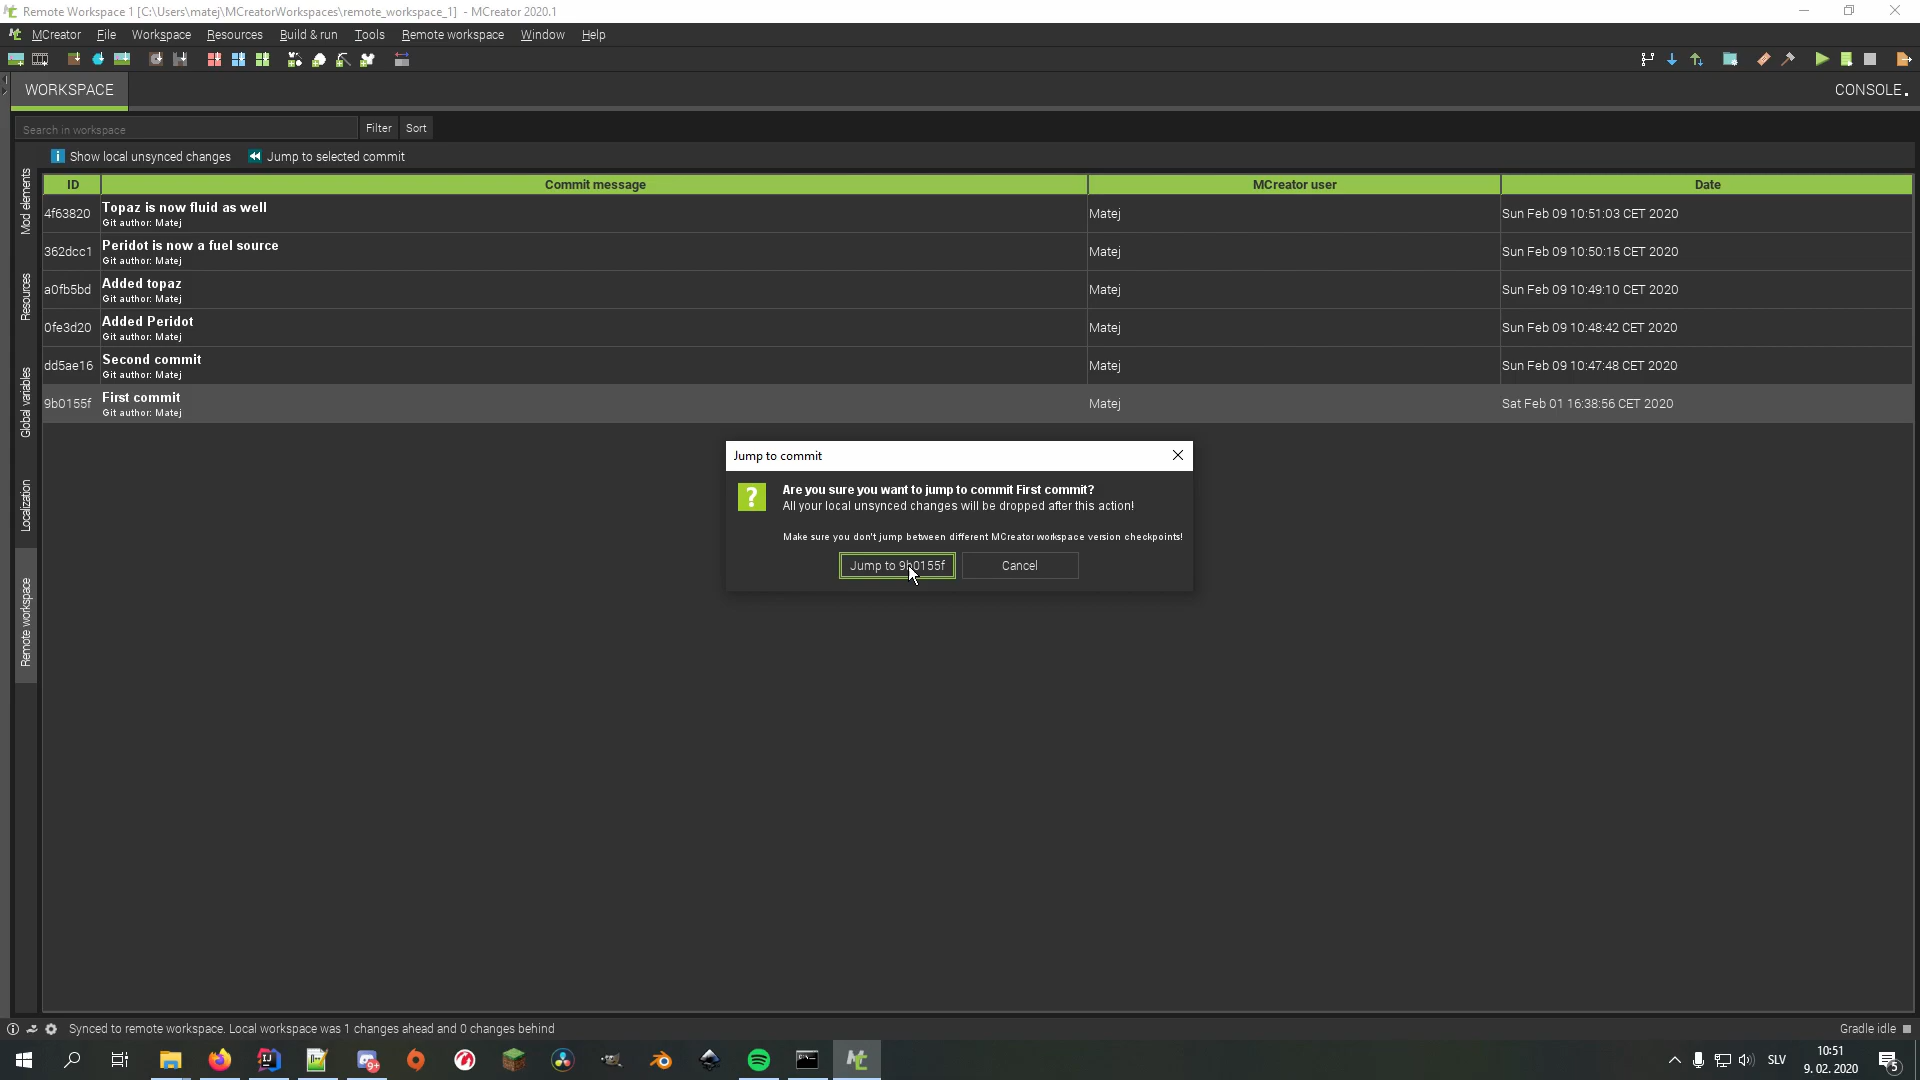 Remote Workspace 1 [C:\Users\matej\MCreatorWorkspaces\remote_workspace_1] - MCreator 2020.1
MCreator File Workspace Resources Build & run Tools Remote workspace Window Help
WORKSPACE
CONSOLE
Search in workspace Filter Sort
Show local unsynced changes Jump to selected commit
Mod elements
Resources
Global variables
Localization
Remote workspace
ID Commit message MCreator user Date
4f63820 Topaz is now fluid as well Matej Sun Feb 09 10:51:03 CET 2020
Git author: Matej
362dcc1 Peridot is now a fuel source Matej Sun Feb 09 10:50:15 CET 2020
Git author: Matej
a0fb5bd Added topaz Matej Sun Feb 09 10:49:10 CET 2020
Git author: Matej
0fe3d20 Added Peridot Matej Sun Feb 09 10:48:42 CET 2020
Git author: Matej
dd5ae16 Second commit Matej Sun Feb 09 10:47:48 CET 2020
Git author: Matej
9b0155f First commit Matej Sat Feb 01 16:38:56 CET 2020
Git author: Matej
Jump to commit
Are you sure you want to jump to commit First commit?
All your local unsynced changes will be dropped after this action!
Make sure you don't jump between different MCreator workspace version checkpoints!
Jump to 9b0155f Cancel
Synced to remote workspace. Local workspace was 1 changes ahead and 0 changes behind
Gradle idle
SLV
10:51
9. 02. 2020
5
9+